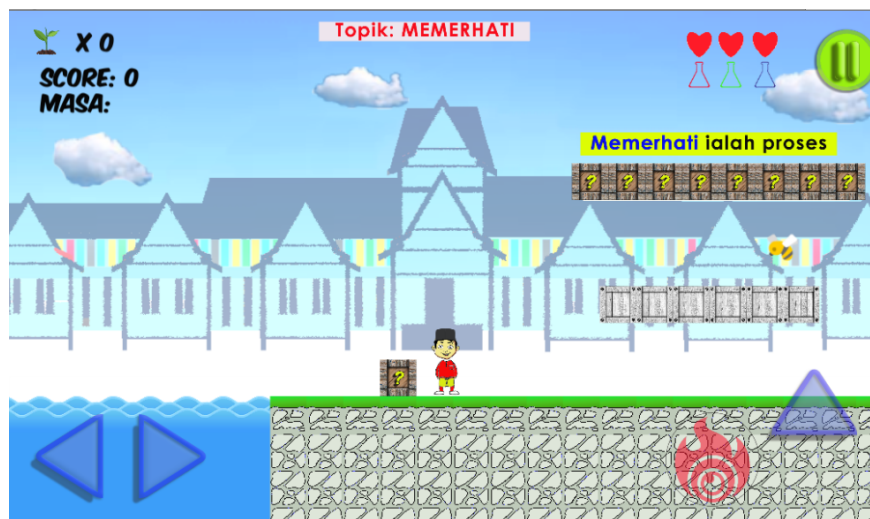 Topik: MEMERHATI
X 0
SCORE: 0
MASA:
Memerhati ialah proses
? ? ? ? ? ? ? ?
?